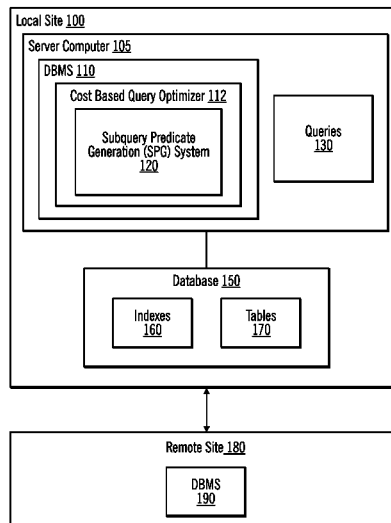 Local Site 100
Server Computer 105
DBMS 110
Cost Based Query Optimizer 112
Subquery Predicate
Generation (SPG) System
120
Queries
130
Database 150
Indexes
160
Tables
170
Remote Site 180
DBMS
190